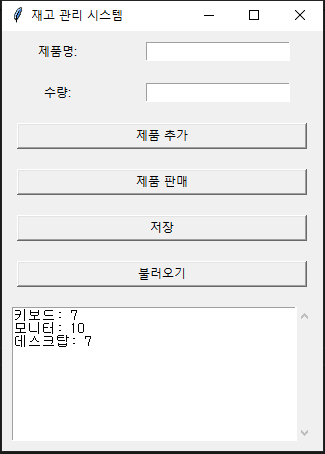 재고 관리 시스템
제품명:
수량:
제품 추가
제품 판매
저장
불러오기
키보드: 7
모니터: 10
데스크탑: 7